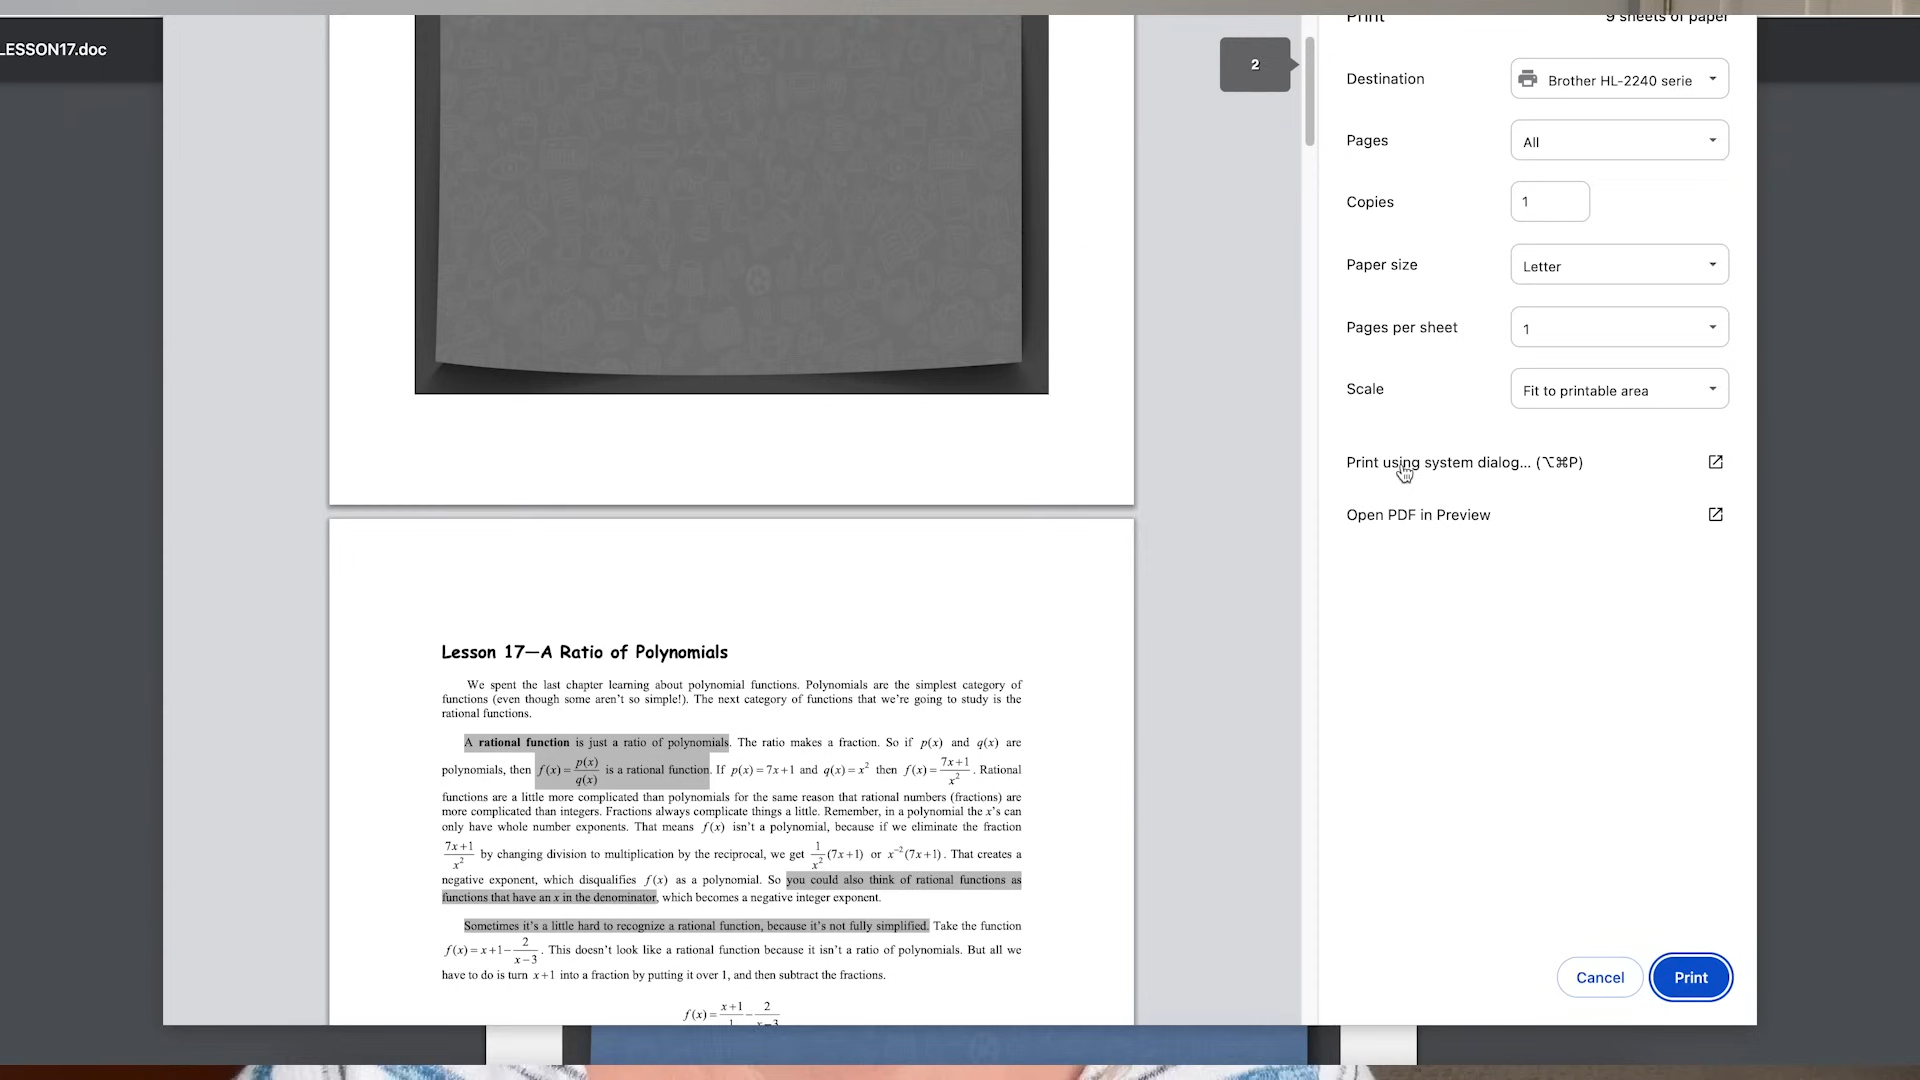 LESSON17.doc
2
Print 9 sheets of paper
Destination Brother HL-2240 serie
Pages All
Copies 1
Paper size Letter
Pages per sheet 1
Scale Fit to printable area
Print using system dialog... (⌥⌘P)
Open PDF in Preview
Lesson 17—A Ratio of Polynomials
We spent the last chapter learning about polynomial functions. Polynomials are the simplest category of
functions (even though some aren't so simple!). The next category of functions that we're going to study is the
rational functions.
A rational function is just a ratio of polynomials. The ratio makes a fraction. So if p(x) and q(x) are
polynomials, then f(x) = p(x)/q(x) is a rational function. If p(x) = 7x+1 and q(x) = x² then f(x) = 7x+1/x². Rational
functions are a little more complicated than polynomials for the same reason that rational numbers (fractions) are
more complicated than integers. Fractions always complicate things a little. Remember, in a polynomial the x's can
only have whole number exponents. That means f(x) isn't a polynomial, because if we eliminate the fraction
7x+1/x² by changing division to multiplication by the reciprocal, we get 1/x²(7x+1) or x⁻²(7x+1). That creates a
negative exponent, which disqualifies f(x) as a polynomial. So you could also think of rational functions as
functions that have an x in the denominator, which becomes a negative integer exponent.
Sometimes it's a little hard to recognize a rational function, because it's not fully simplified. Take the function
f(x) = x+1−2/x−3. This doesn't look like a rational function because it isn't a ratio of polynomials. But all we
have to do is turn x+1 into a fraction by putting it over 1, and then subtract the fractions.
f(x) = x+1/1 − 2/x−3
Cancel Print